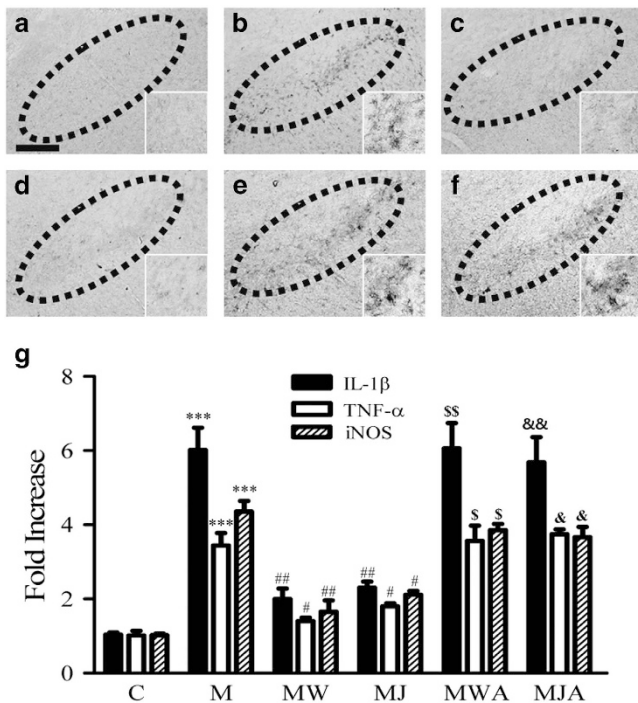 a b c
d e f
g
8
6
4
2
0
Fold Increase
IL-1β
TNF-α
iNOS
*** *** ***
## # ##
## # #
$$ $ $
&& & &
C M MW MJ MWA MJA